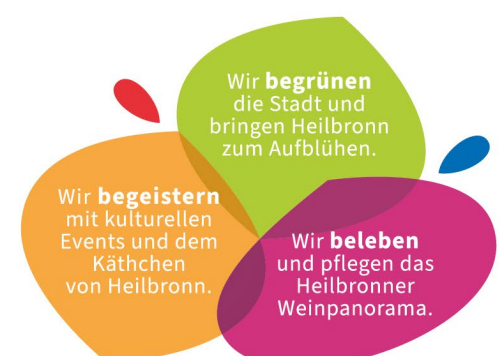 Wir begrünen
die Stadt und
bringen Heilbronn
zum Aufblühen.
Wir begeistern
mit kulturellen
Events und dem
Käthchen
von Heilbronn.
Wir beleben
und pflegen das
Heilbronner
Weinpanorama.